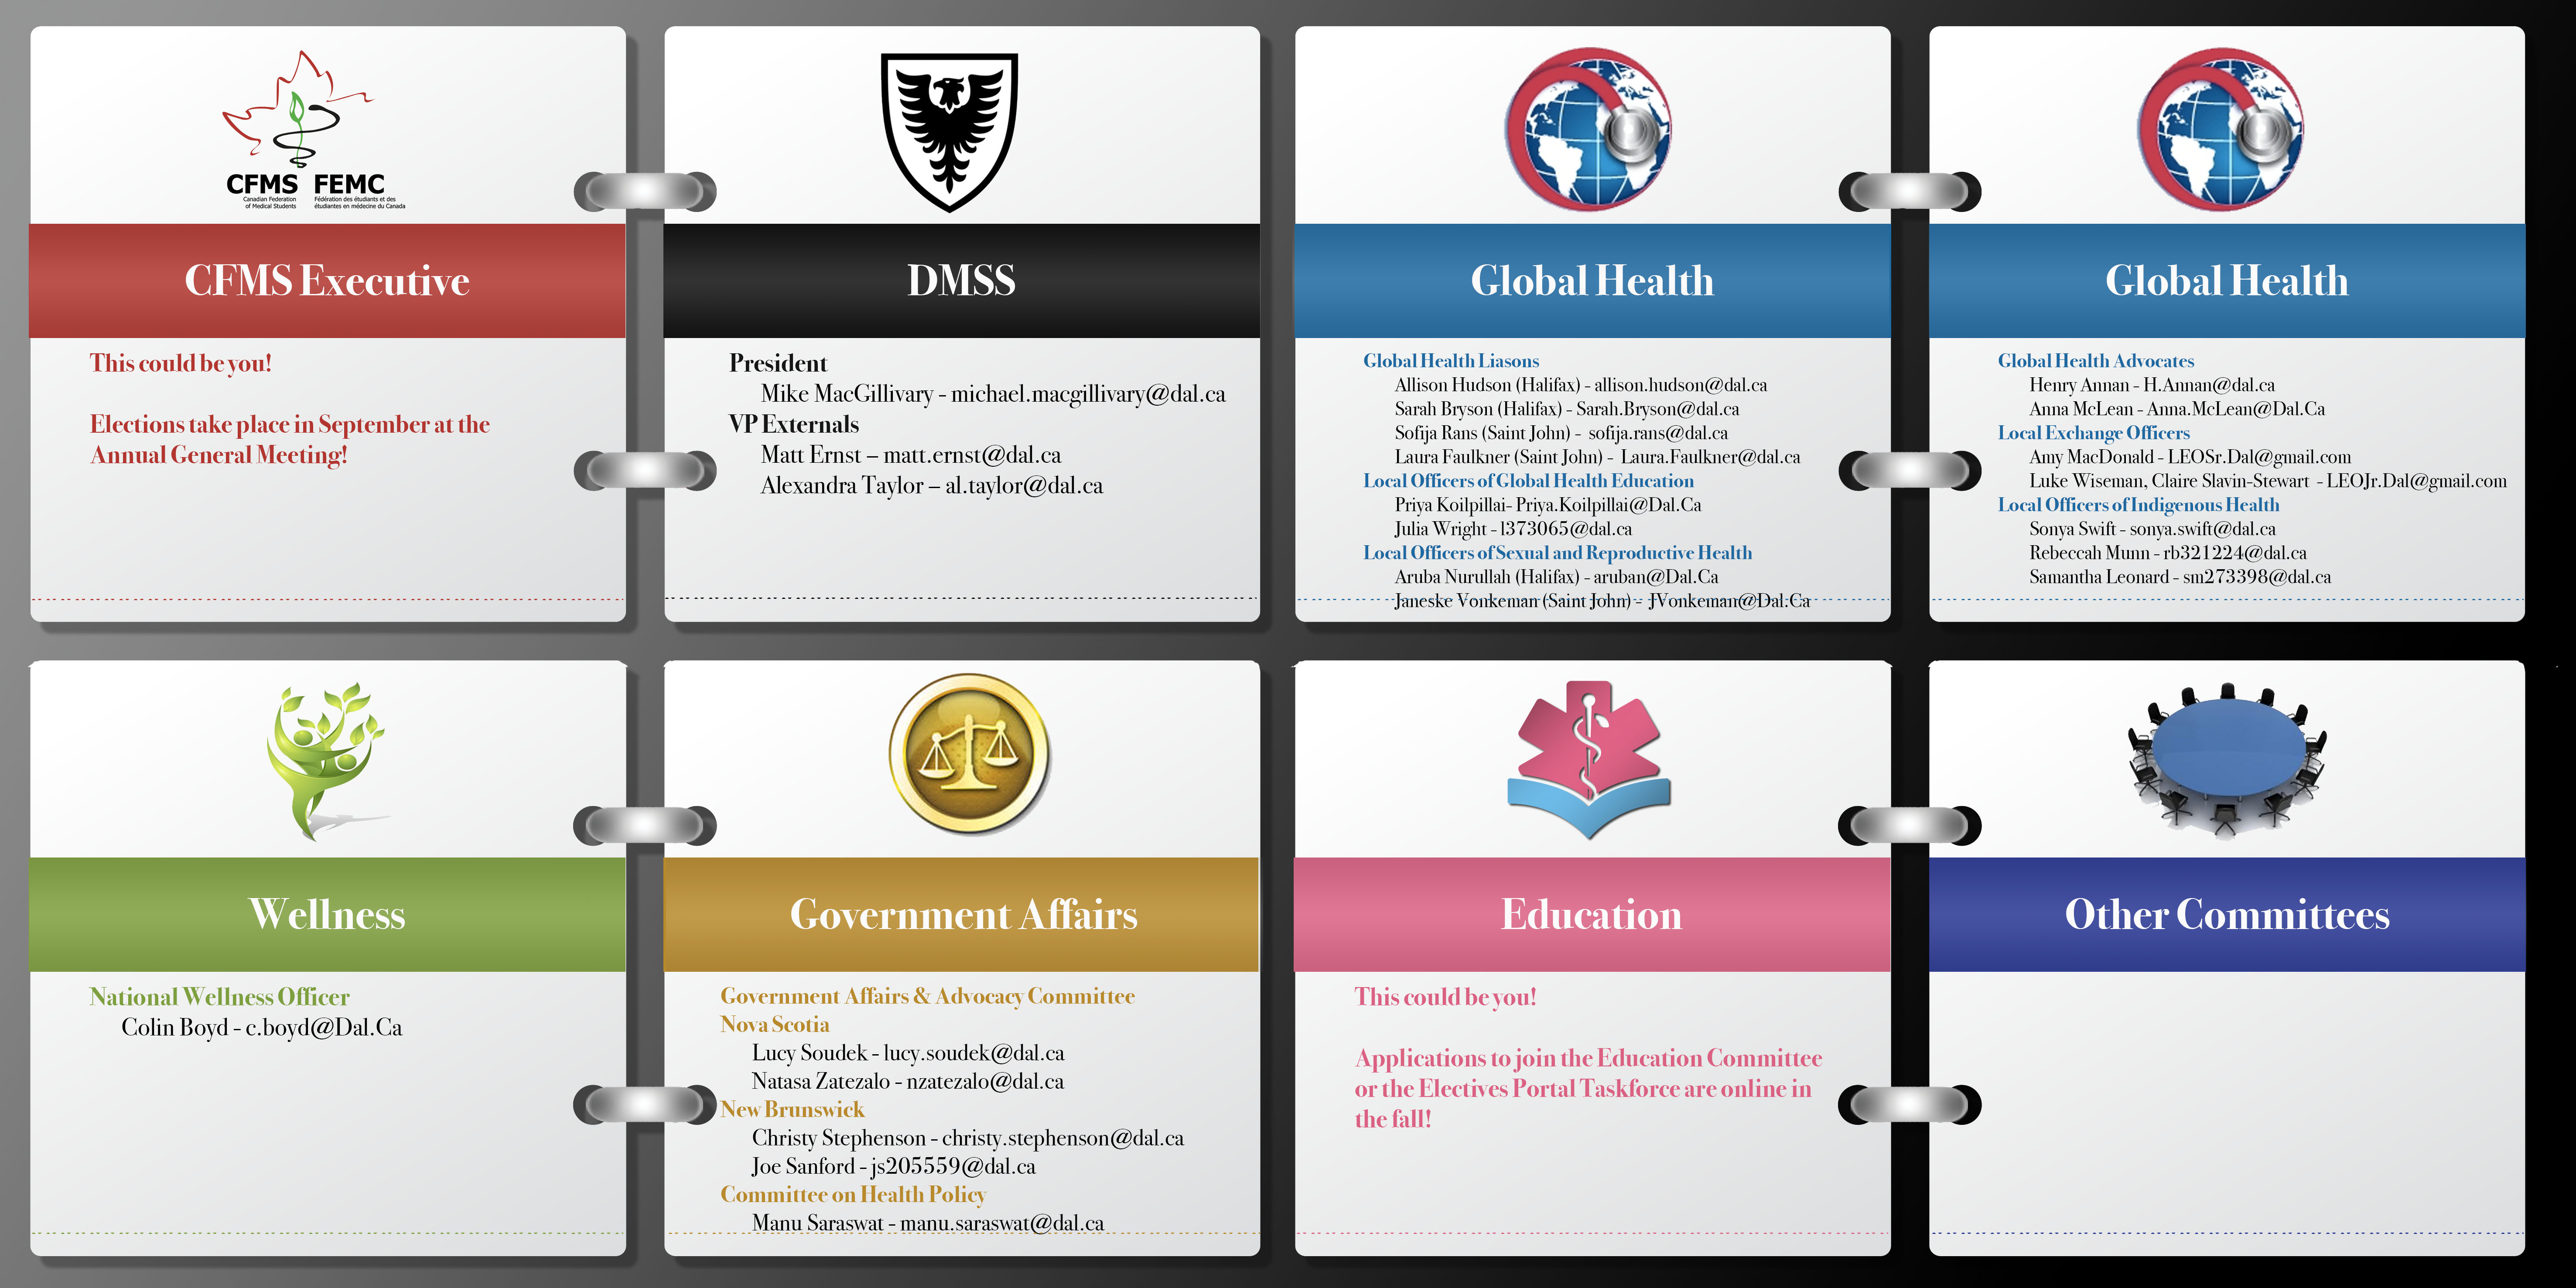 CFMS FEMC
Canadian Federation
of Medical Students
Fédération des étudiants et des
étudiantes en médecine du Canada
CFMS Executive
This could be you!
Elections take place in September at the
Annual General Meeting!
DMSS
President
Mike MacGillivary - michael.macgillivary@dal.ca
VP Externals
Matt Ernst – matt.ernst@dal.ca
Alexandra Taylor – al.taylor@dal.ca
Global Health
Global Health Liasons
Allison Hudson (Halifax) - allison.hudson@dal.ca
Sarah Bryson (Halifax) - Sarah.Bryson@dal.ca
Sofija Rans (Saint John) - sofija.rans@dal.ca
Laura Faulkner (Saint John) - Laura.Faulkner@dal.ca
Local Officers of Global Health Education
Priya Koilpillai- Priya.Koilpillai@Dal.Ca
Julia Wright - l373065@dal.ca
Local Officers of Sexual and Reproductive Health
Aruba Nurullah (Halifax) - aruban@Dal.Ca
Janeske Vonkeman (Saint John) - JVonkeman@Dal.Ca
Global Health
Global Health Advocates
Henry Annan - H.Annan@dal.ca
Anna McLean - Anna.McLean@Dal.Ca
Local Exchange Officers
Amy MacDonald - LEOSr.Dal@gmail.com
Luke Wiseman, Claire Slavin-Stewart - LEOJr.Dal@gmail.com
Local Officers of Indigenous Health
Sonya Swift - sonya.swift@dal.ca
Rebeccah Munn - rb321224@dal.ca
Samantha Leonard - sm273398@dal.ca
Wellness
National Wellness Officer
Colin Boyd - c.boyd@Dal.Ca
Government Affairs
Government Affairs & Advocacy Committee
Nova Scotia
Lucy Soudek - lucy.soudek@dal.ca
Natasa Zatezalo - nzatezalo@dal.ca
New Brunswick
Christy Stephenson - christy.stephenson@dal.ca
Joe Sanford - js205559@dal.ca
Committee on Health Policy
Manu Saraswat - manu.saraswat@dal.ca
Education
This could be you!
Applications to join the Education Committee
or the Electives Portal Taskforce are online in
the fall!
Other Committees